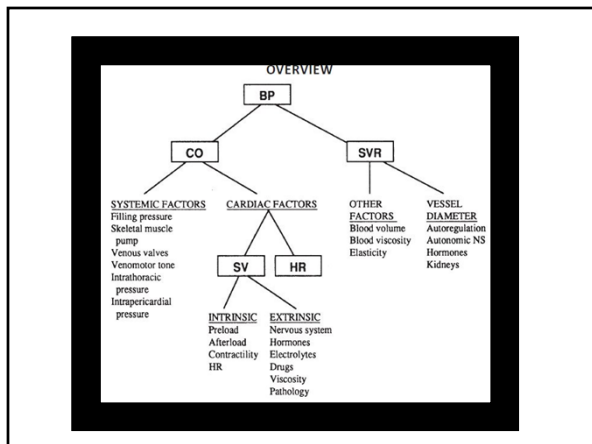 OVERVIEW
BP
CO
SVR
SYSTEMIC FACTORS
Filling pressure
Skeletal muscle
pump
Venous valves
Venomotor tone
Intrathoracic
pressure
Intrapericardial
pressure
CARDIAC FACTORS
SV
HR
INTRINSIC
Preload
Afterload
Contractility
HR
EXTRINSIC
Nervous system
Hormones
Electrolytes
Drugs
Viscosity
Pathology
OTHER
FACTORS
Blood volume
Blood viscosity
Elasticity
VESSEL
DIAMETER
Autoregulation
Autonomic NS
Hormones
Kidneys